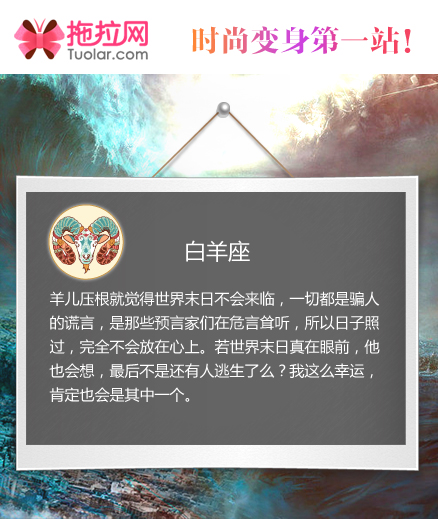 拖拉网
Tuolar.com
时尚变身第一站!
白羊座
羊儿压根就觉得世界末日不会来临，一切都是骗人
的谎言，是那些预言家们在危言耸听，所以日子照
过，完全不会放在心上。若世界末日真在眼前，他
也会想，最后不是还有人逃生了么？我这么幸运，
肯定也会是其中一个。